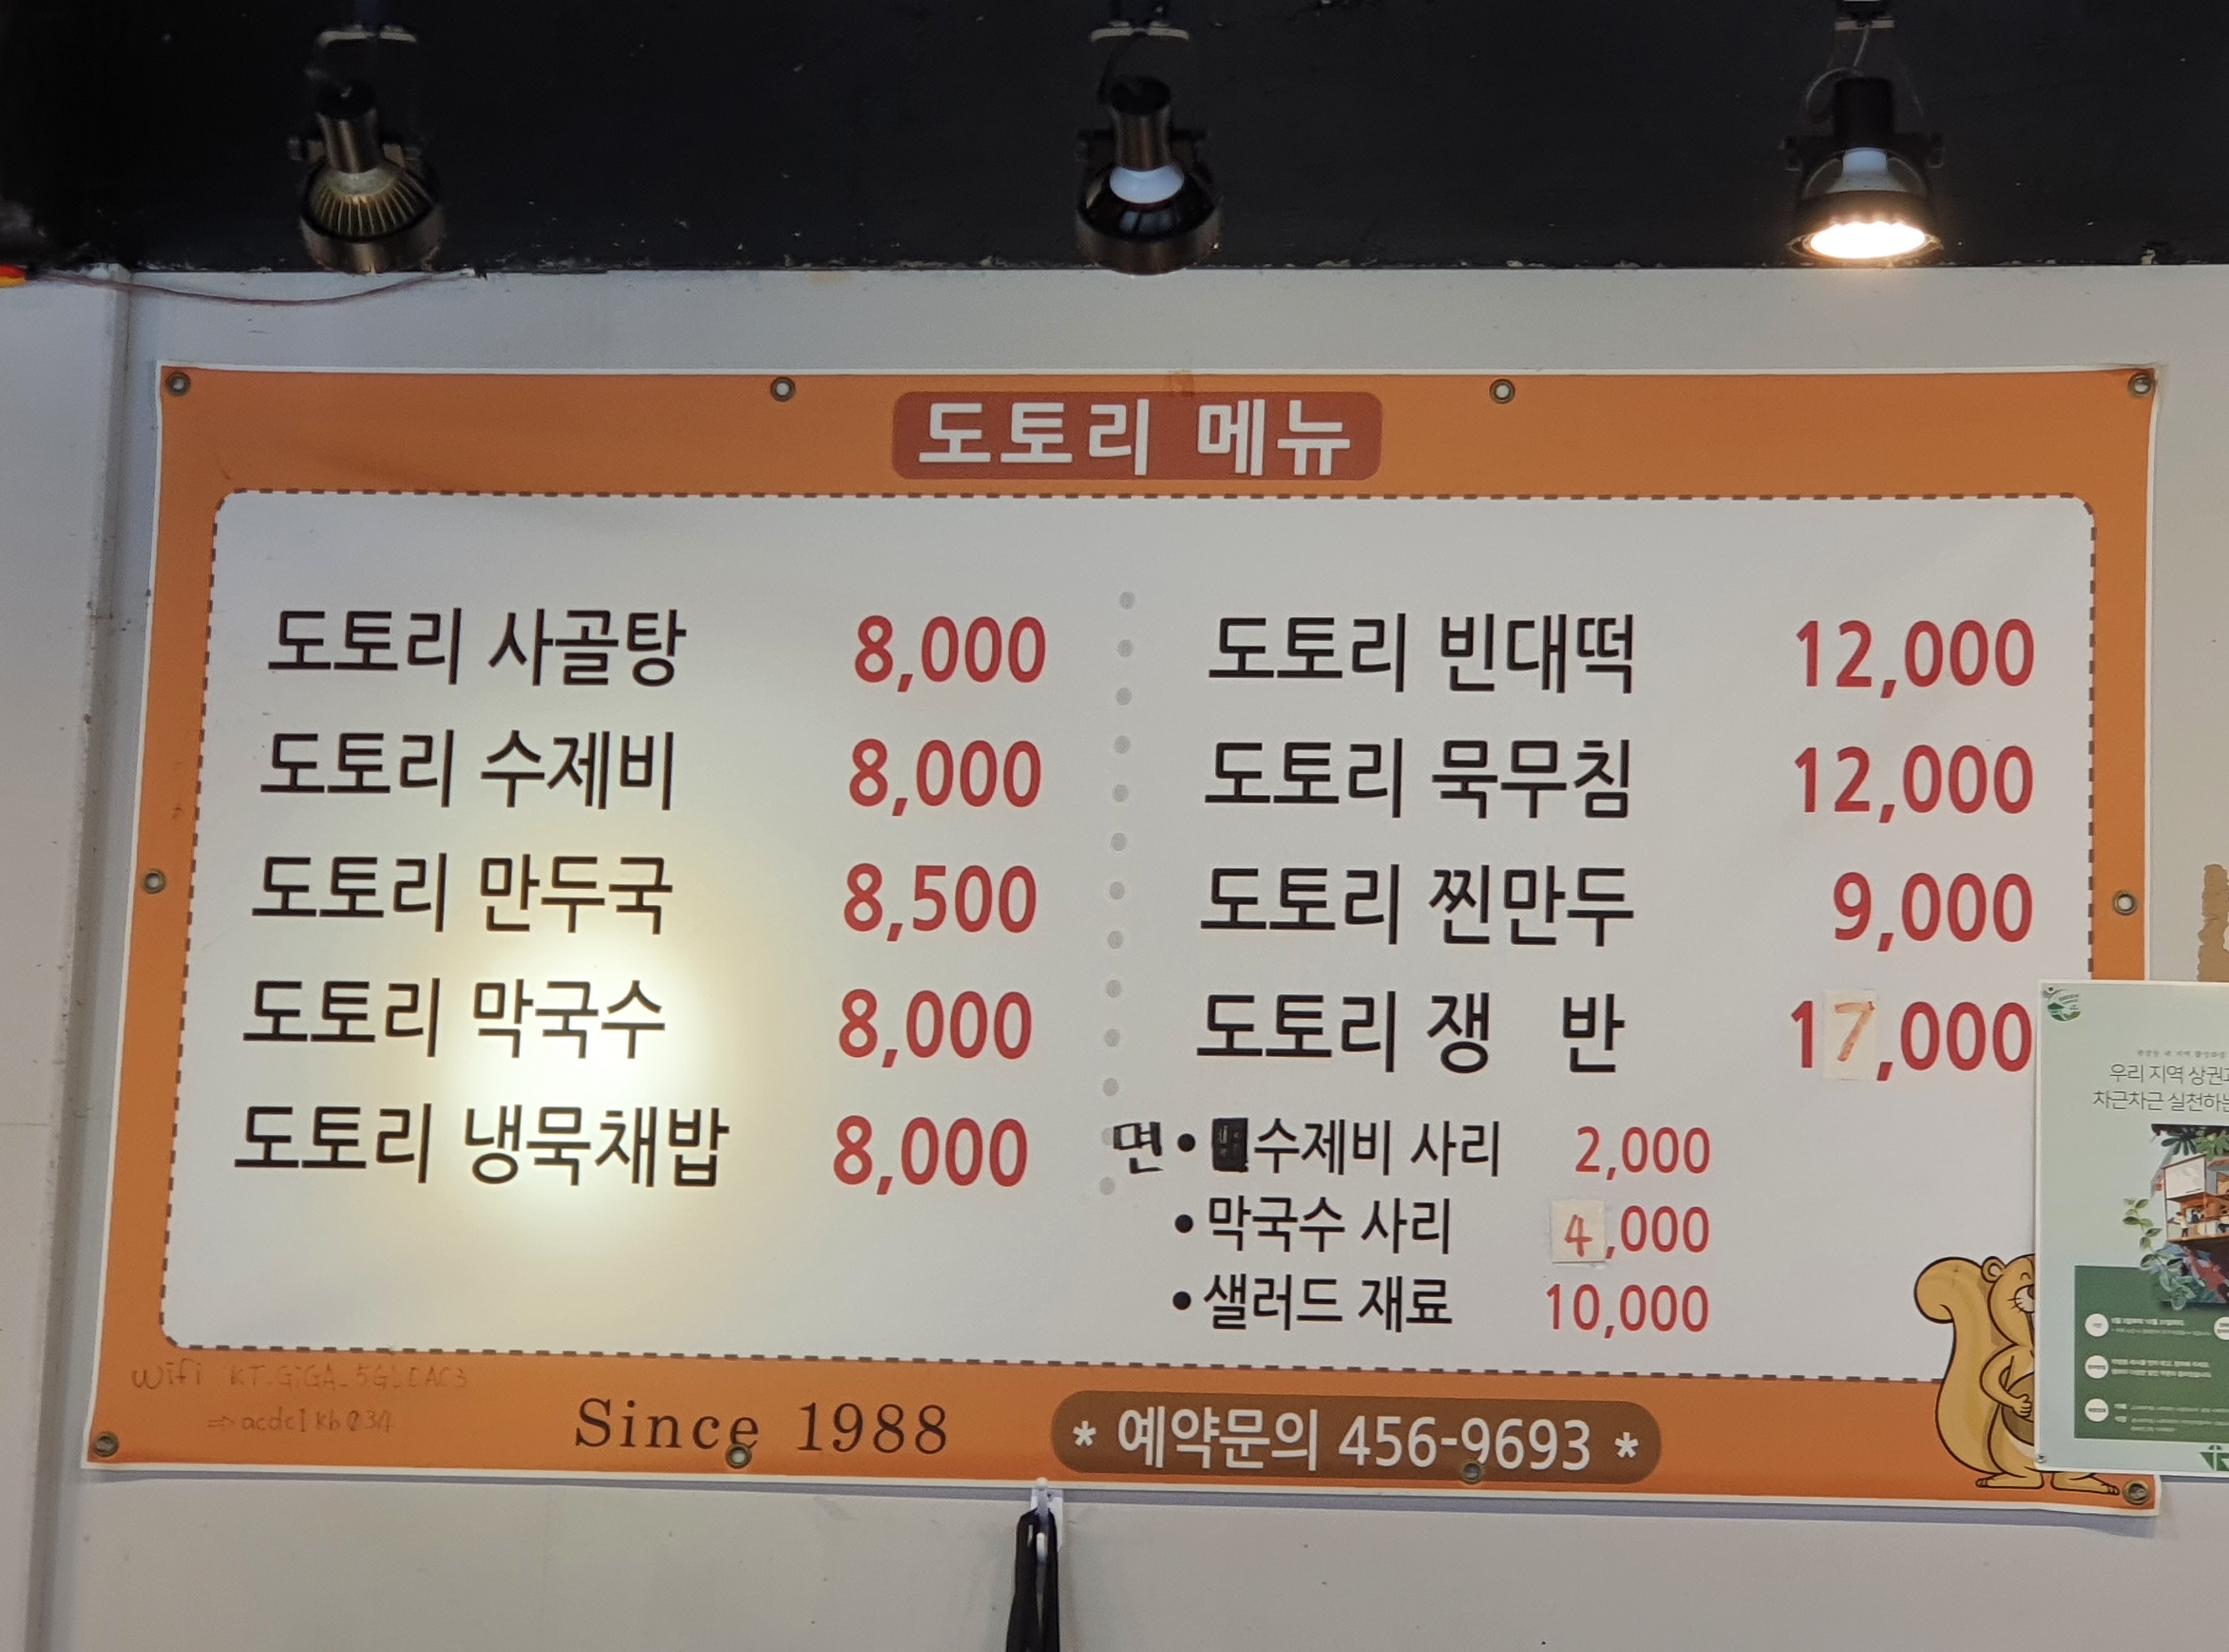 도토리 메뉴
도토리 사골탕 8,000
도토리 수제비 8,000
도토리 만두국 8,500
도토리 막국수 8,000
도토리 냉묵채밥 8,000
도토리 빈대떡 12,000
도토리 묵무침 12,000
도토리 찐만두 9,000
도토리 쟁 반 17,000
면 • 수제비 사리 2,000
• 막국수 사리 4,000
• 샐러드 재료 10,000
wifi
Since 1988
* 예약문의 456-9693 *
우리 지역 상권
차근차근 실천하는